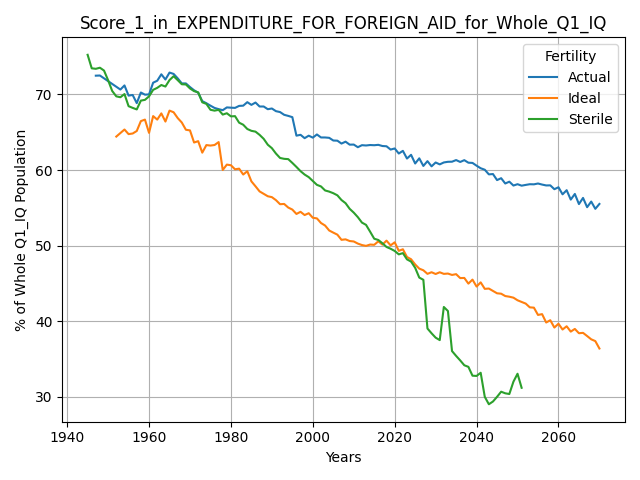 Score_1_in_EXPENDITURE_FOR_FOREIGN_AID_for_Whole_Q1_IQ
Fertility
Actual
Ideal
Sterile
% of Whole Q1_IQ Population
70
60
50
40
30
1940
1960
1980
2000
2020
2040
2060
Years